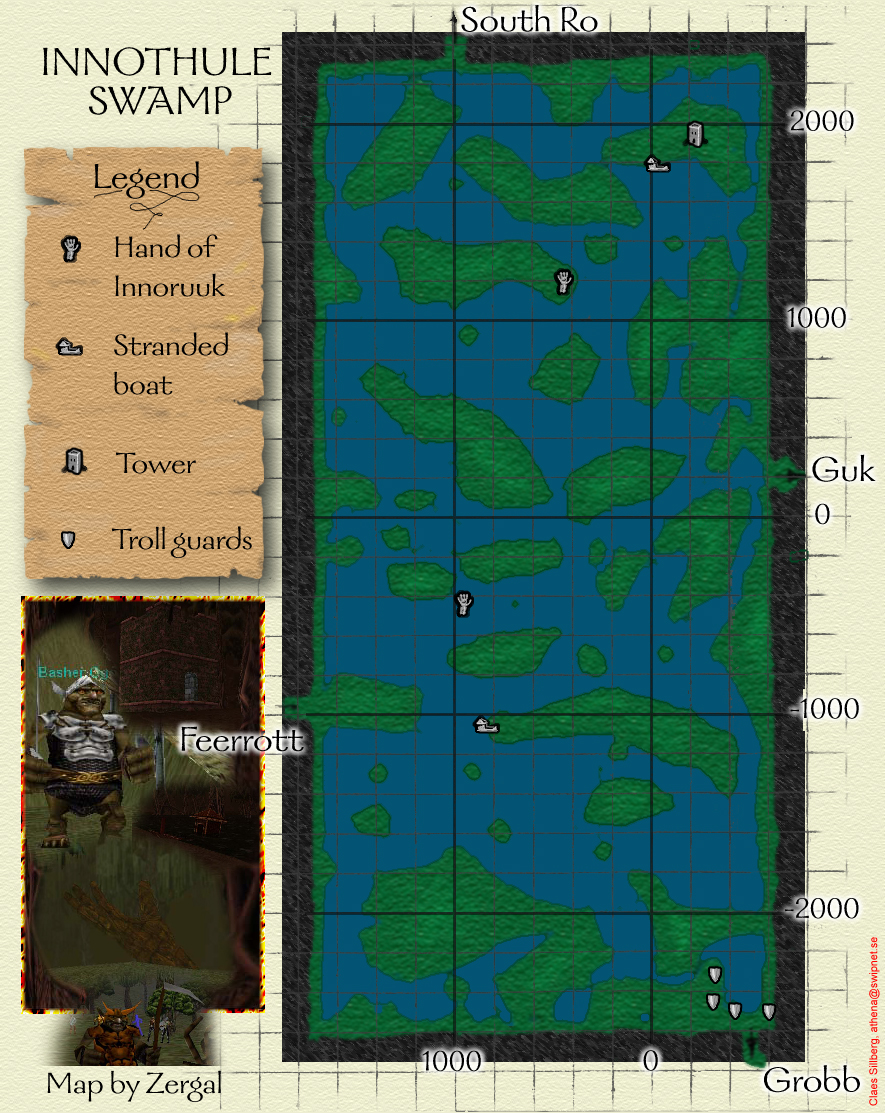 South Ro
INNOTHULE
SWAMP
2000
Legend
Hand of
Innoruuk
1000
Stranded
boat
Tower
Guk
0
Troll guards
-1000
Feerrott
-2000
1000
0
Grobb
Map by Zergal
Claes Sillberg, athena@swipnet.se